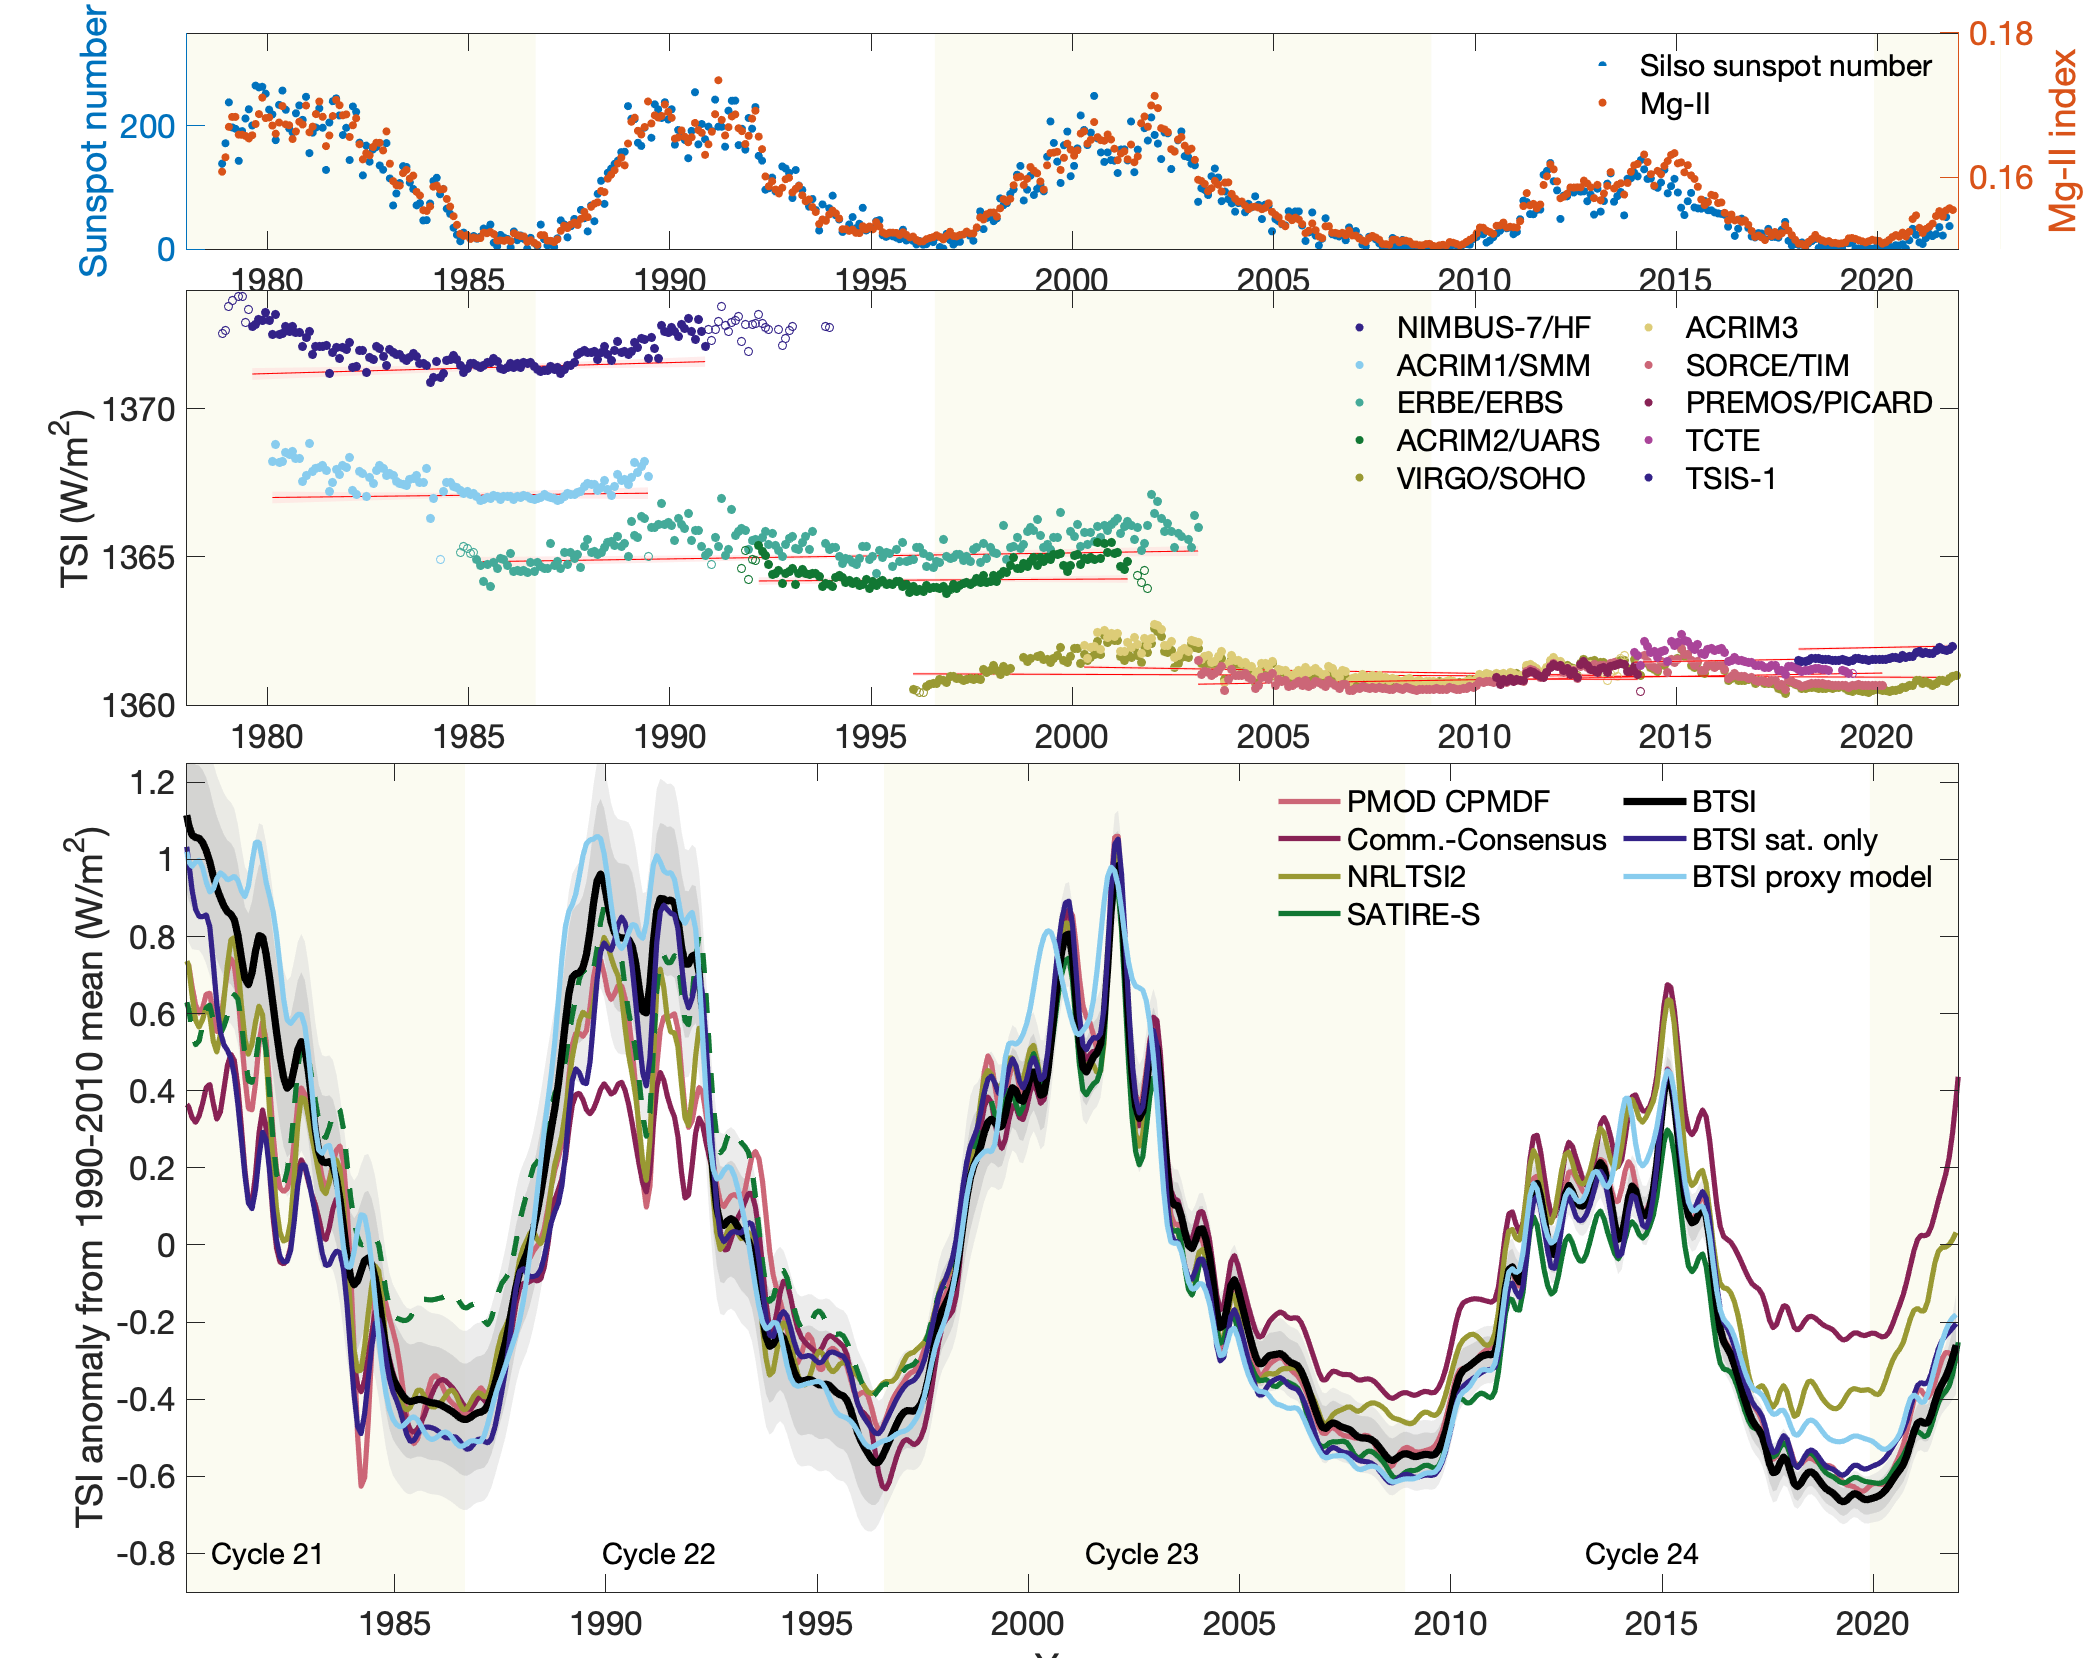 Sunspot number
200
0
Silso sunspot number
Mg-II
0.18
0.16
Mg-II index
1980 1985 1990 1995 2000 2005 2010 2015 2020
TSI (W/m²)
1370
1365
1360
NIMBUS-7/HF
ACRIM1/SMM
ERBE/ERBS
ACRIM2/UARS
VIRGO/SOHO
ACRIM3
SORCE/TIM
PREMOS/PICARD
TCTE
TSIS-1
1980 1985 1990 1995 2000 2005 2010 2015 2020
TSI anomaly from 1990-2010 mean (W/m²)
1.2
1
0.8
0.6
0.4
0.2
0
-0.2
-0.4
-0.6
-0.8
PMOD CPMDF
Comm.-Consensus
NRLTSI2
SATIRE-S
BTSI
BTSI sat. only
BTSI proxy model
Cycle 21 Cycle 22 Cycle 23 Cycle 24
1985 1990 1995 2000 2005 2010 2015 2020